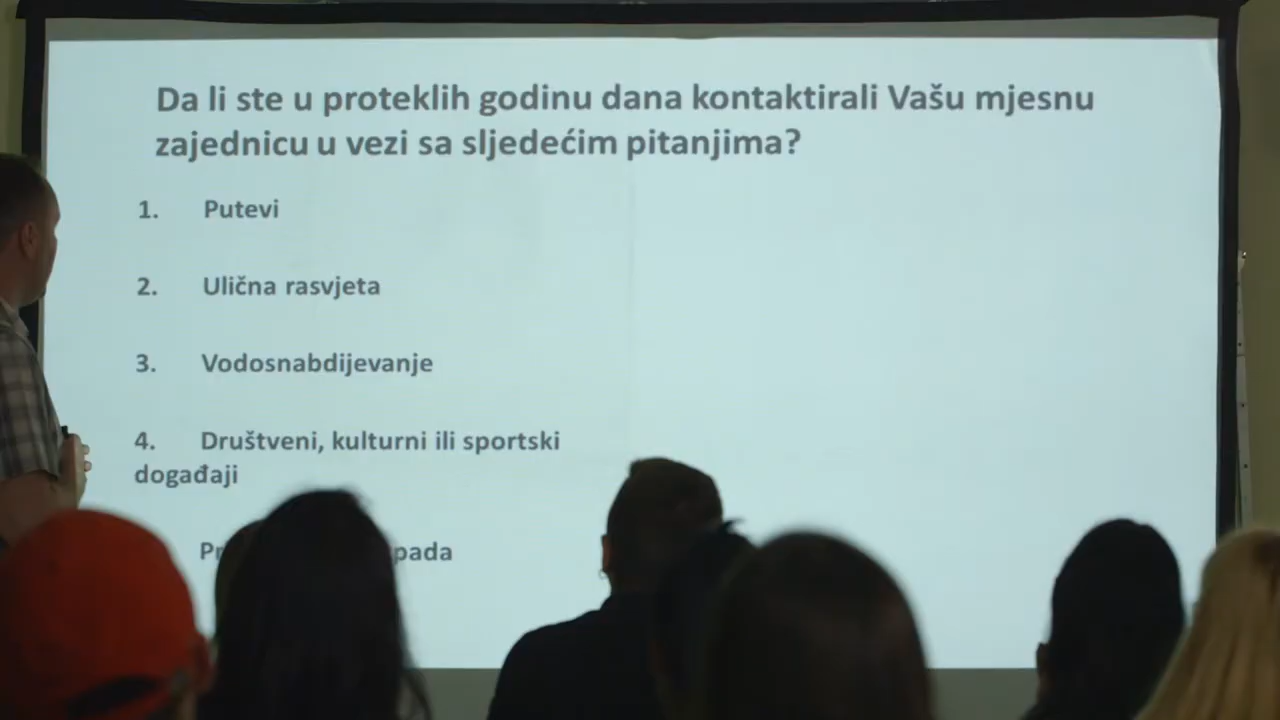 Da li ste u proteklih godinu dana kontaktirali Vašu mjesnu
zajednicu u vezi sa sljedećim pitanjima?
1. Putevi
2. Ulična rasvjeta
3. Vodosnabdijevanje
4. Društveni, kulturni ili sportski
događaji